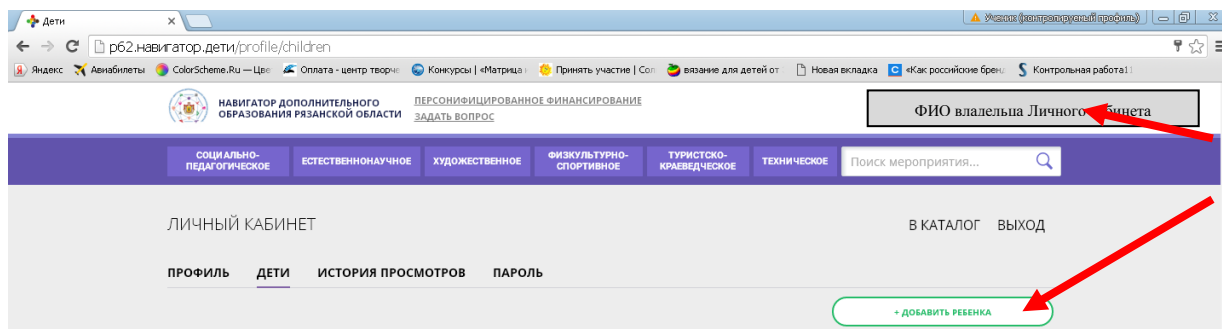 Дети
Ученик (контролируемый профиль)
р62.навигатор.дети/profile/children
Яндекс Авиабилеты ColorScheme.Ru — Цве Оплата - центр творче Конкурсы | «Матрица Принять участие | Сол вязание для детей от Новая вкладка «Как российские брен Контрольная работа11
НАВИГАТОР ДОПОЛНИТЕЛЬНОГО
ОБРАЗОВАНИЯ РЯЗАНСКОЙ ОБЛАСТИ
ПЕРСОНИФИЦИРОВАННОЕ ФИНАНСИРОВАНИЕ
ЗАДАТЬ ВОПРОС
ФИО владельца Личного кабинета
СОЦИАЛЬНО-
ПЕДАГОГИЧЕСКОЕ
ЕСТЕСТВЕННОНАУЧНОЕ
ХУДОЖЕСТВЕННОЕ
ФИЗКУЛЬТУРНО-
СПОРТИВНОЕ
ТУРИСТСКО-
КРАЕВЕДЧЕСКОЕ
ТЕХНИЧЕСКОЕ
Поиск мероприятия...
ЛИЧНЫЙ КАБИНЕТ
В КАТАЛОГ ВЫХОД
ПРОФИЛЬ ДЕТИ ИСТОРИЯ ПРОСМОТРОВ ПАРОЛЬ
+ ДОБАВИТЬ РЕБЕНКА